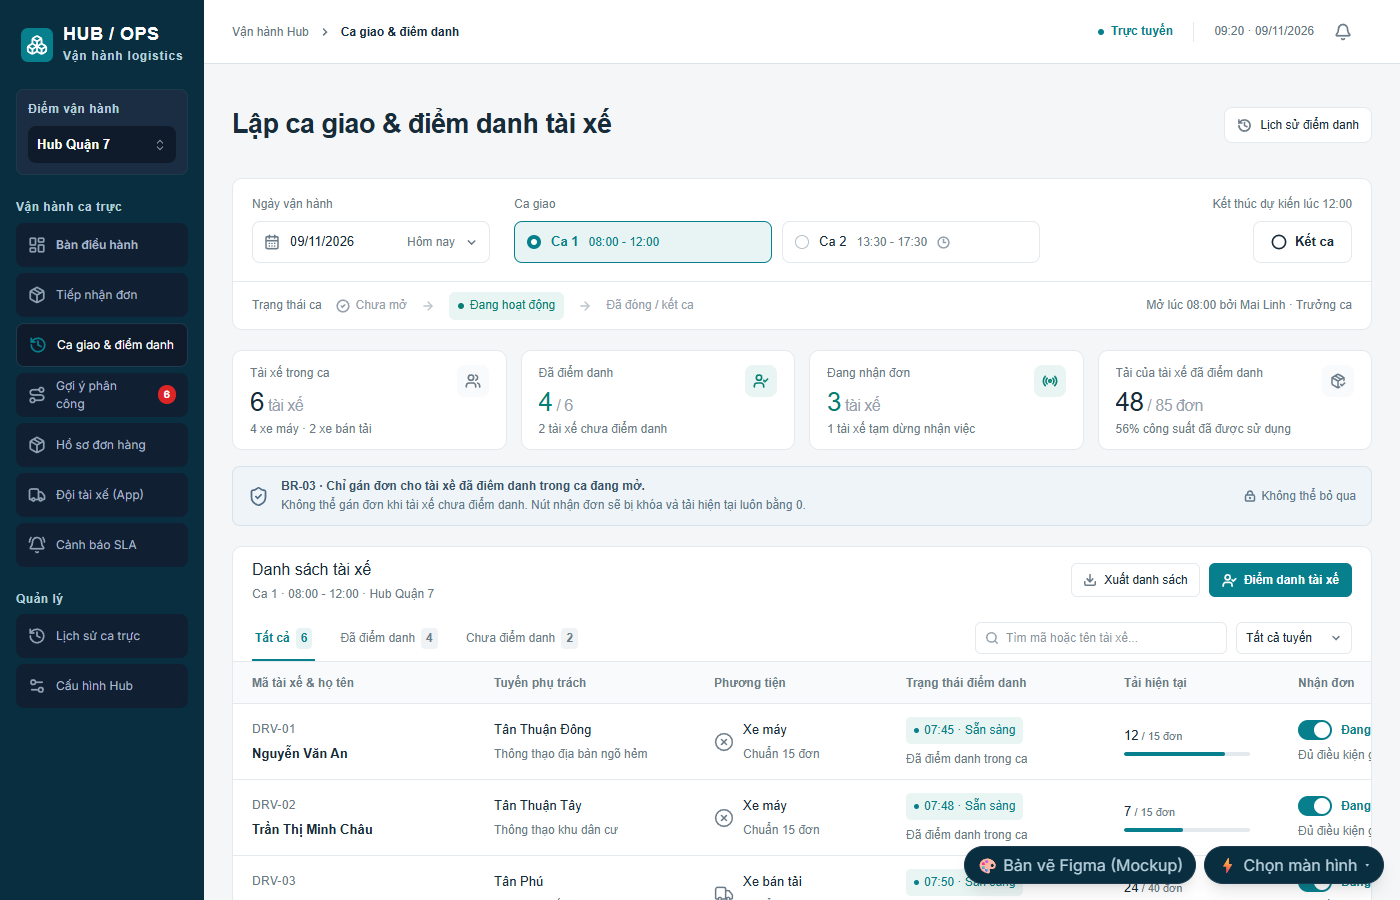 HUB / OPS
Vận hành logistics
Điểm vận hành
Hub Quận 7
Vận hành ca trực
Bàn điều hành
Tiếp nhận đơn
Ca giao & điểm danh
Gợi ý phân công
6
Hồ sơ đơn hàng
Đội tài xế (App)
Cảnh báo SLA
Quản lý
Lịch sử ca trực
Cấu hình Hub
Vận hành Hub
Ca giao & điểm danh
Trực tuyến
09:20 · 09/11/2026
Lập ca giao & điểm danh tài xế
Lịch sử điểm danh
Ngày vận hành
09/11/2026
Hôm nay
Ca giao
Ca 1 08:00 - 12:00
Ca 2 13:30 - 17:30
Kết thúc dự kiến lúc 12:00
Kết ca
Trạng thái ca
Chưa mở
Đang hoạt động
Đã đóng / kết ca
Mở lúc 08:00 bởi Mai Linh · Trưởng ca
Tài xế trong ca
6 tài xế
4 xe máy · 2 xe bán tải
Đã điểm danh
4 / 6
2 tài xế chưa điểm danh
Đang nhận đơn
3 tài xế
1 tài xế tạm dừng nhận việc
Tải của tài xế đã điểm danh
48 / 85 đơn
56% công suất đã được sử dụng
BR-03 · Chỉ gán đơn cho tài xế đã điểm danh trong ca đang mở.
Không thể gán đơn khi tài xế chưa điểm danh. Nút nhận đơn sẽ bị khóa và tải hiện tại luôn bằng 0.
Không thể bỏ qua
Danh sách tài xế
Ca 1 · 08:00 - 12:00 · Hub Quận 7
Xuất danh sách
Điểm danh tài xế
Tất cả 6
Đã điểm danh 4
Chưa điểm danh 2
Tìm mã hoặc tên tài xế...
Tất cả tuyến
Mã tài xế & họ tên
Tuyến phụ trách
Phương tiện
Trạng thái điểm danh
Tải hiện tại
Nhận đơn
DRV-01
Nguyễn Văn An
Tân Thuận Đông
Thông thạo địa bàn ngõ hẻm
Xe máy
Chuẩn 15 đơn
07:45 · Sẵn sàng
Đã điểm danh trong ca
12 / 15 đơn
Đang
Đủ điều kiện g
DRV-02
Trần Thị Minh Châu
Tân Thuận Tây
Thông thạo khu dân cư
Xe máy
Chuẩn 15 đơn
07:48 · Sẵn sàng
Đã điểm danh trong ca
7 / 15 đơn
Đang
Đủ điều kiện g
DRV-03
Tân Phú
Xe bán tải
07:50 ·
24 / 40 đơn
🎨 Bản vẽ Figma (Mockup)
⚡ Chọn màn hình ·